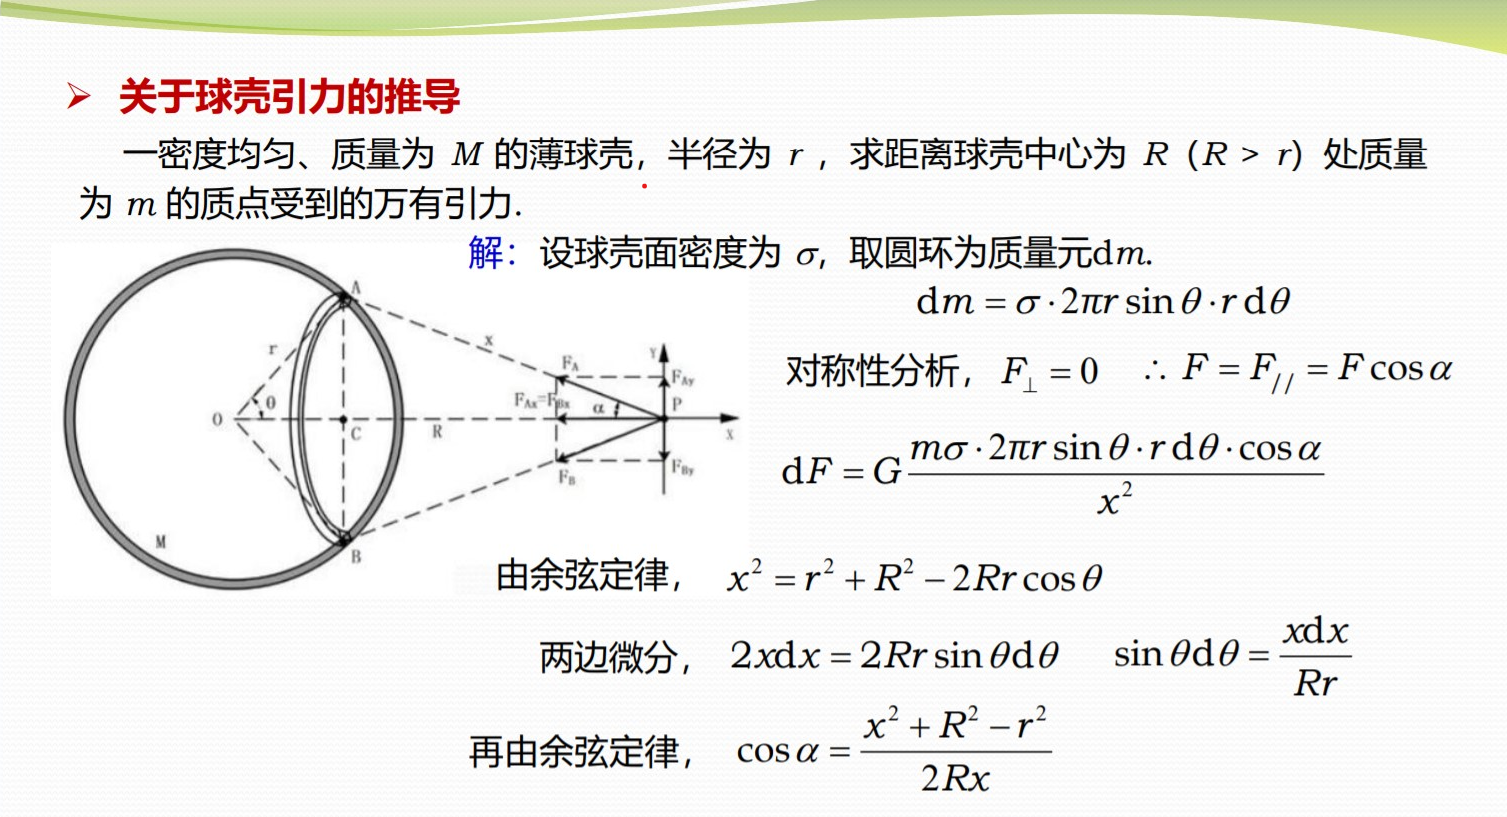 ➢ 关于球壳引力的推导
一密度均匀、质量为 M 的薄球壳，半径为 r ，求距离球壳中心为 R（R > r）处质量
为 m 的质点受到的万有引力.
解：设球壳面密度为 σ，取圆环为质量元dm.
dm = σ · 2πr sin θ · r dθ
对称性分析，F⊥ = 0 ∴ F = F// = F cos α
dF = G (mσ · 2πr sin θ · r dθ · cos α) / x²
由余弦定律， x² = r² + R² − 2Rr cos θ
两边微分， 2xdx = 2Rr sin θdθ sin θdθ = xdx / Rr
再由余弦定律， cos α = (x² + R² − r²) / 2Rx
A
r
x
F_A
Y
F_Ay
O
θ
F_Ax=F_Bx
α
P
C
R
X
F_B
F_By
M
B